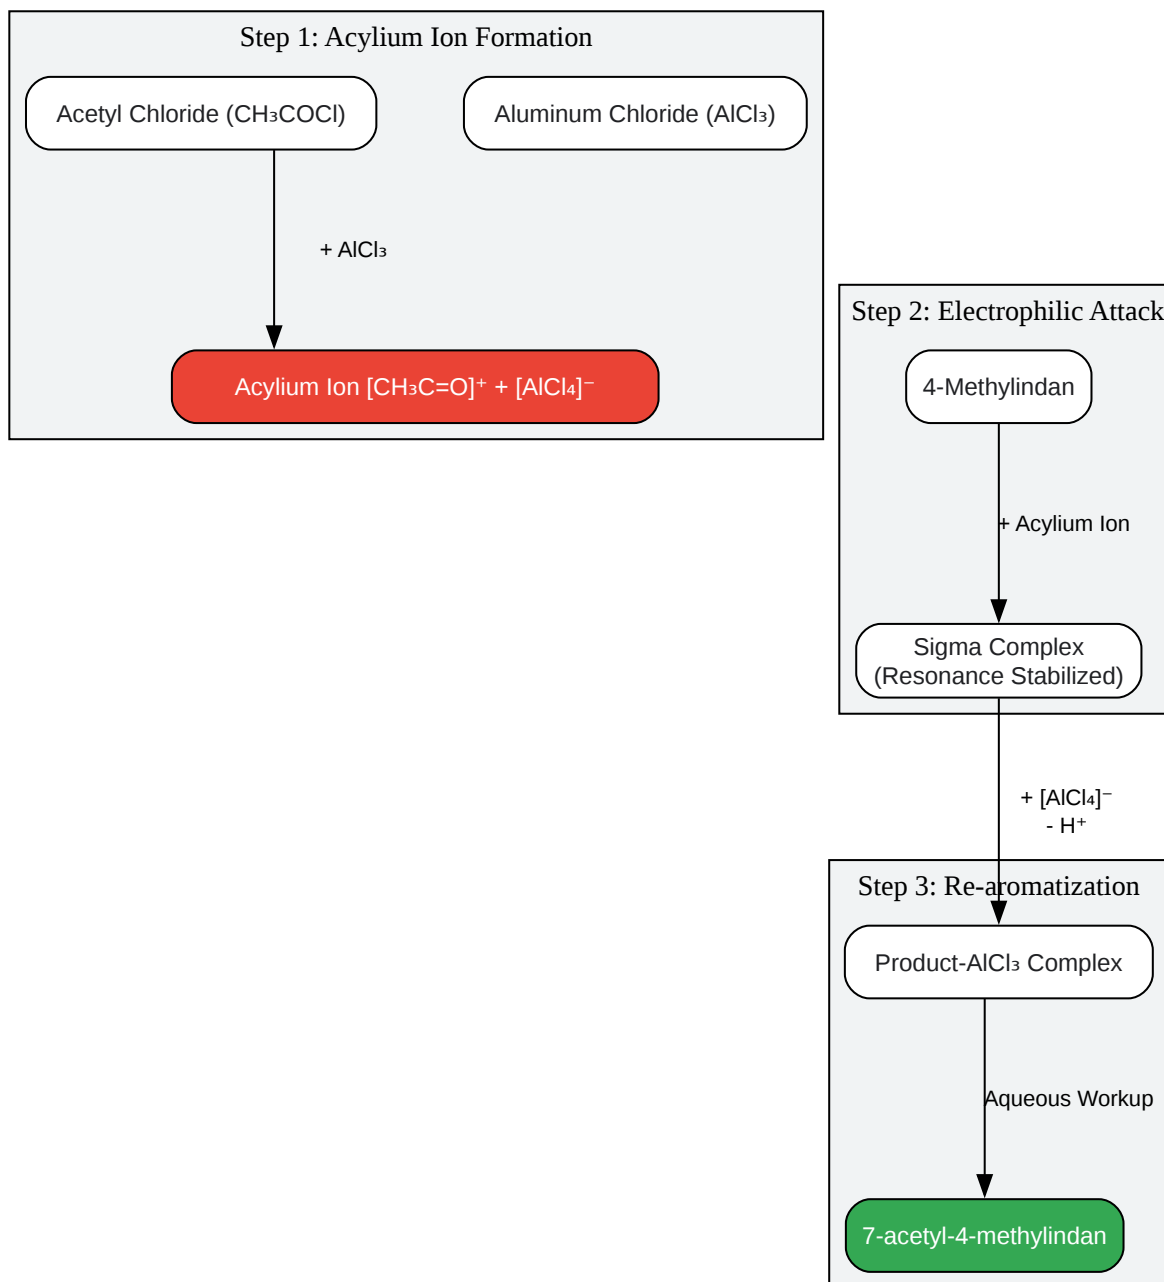 Step 1: Acylium Ion Formation
Acetyl Chloride (CH₃COCl)
Aluminum Chloride (AlCl₃)
+ AlCl₃
Acylium Ion [CH₃C=O]⁺ + [AlCl₄]⁻
Step 2: Electrophilic Attack
4-Methylindan
+ Acylium Ion
Sigma Complex
(Resonance Stabilized)
+ [AlCl₄]⁻
- H⁺
Step 3: Re-aromatization
Product-AlCl₃ Complex
Aqueous Workup
7-acetyl-4-methylindan